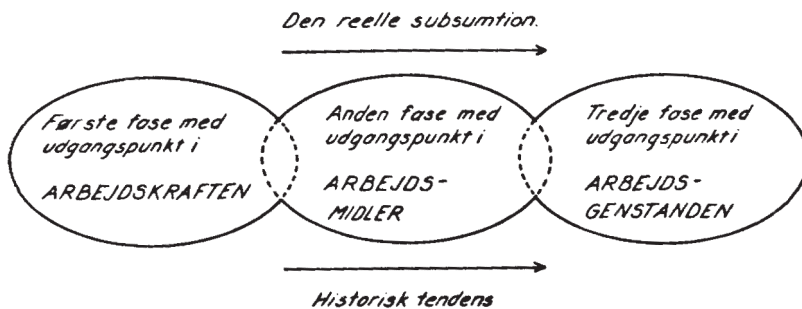 Den reelle subsumtion.
Første fase med
udgangspunkt i
ARBEJDSKRAFTEN
Anden fase med
udgangspunkt i
ARBEJDS-
MIDLER
Tredje fase med
udgangspunkt i
ARBEJDS-
GENSTANDEN
Historisk tendens